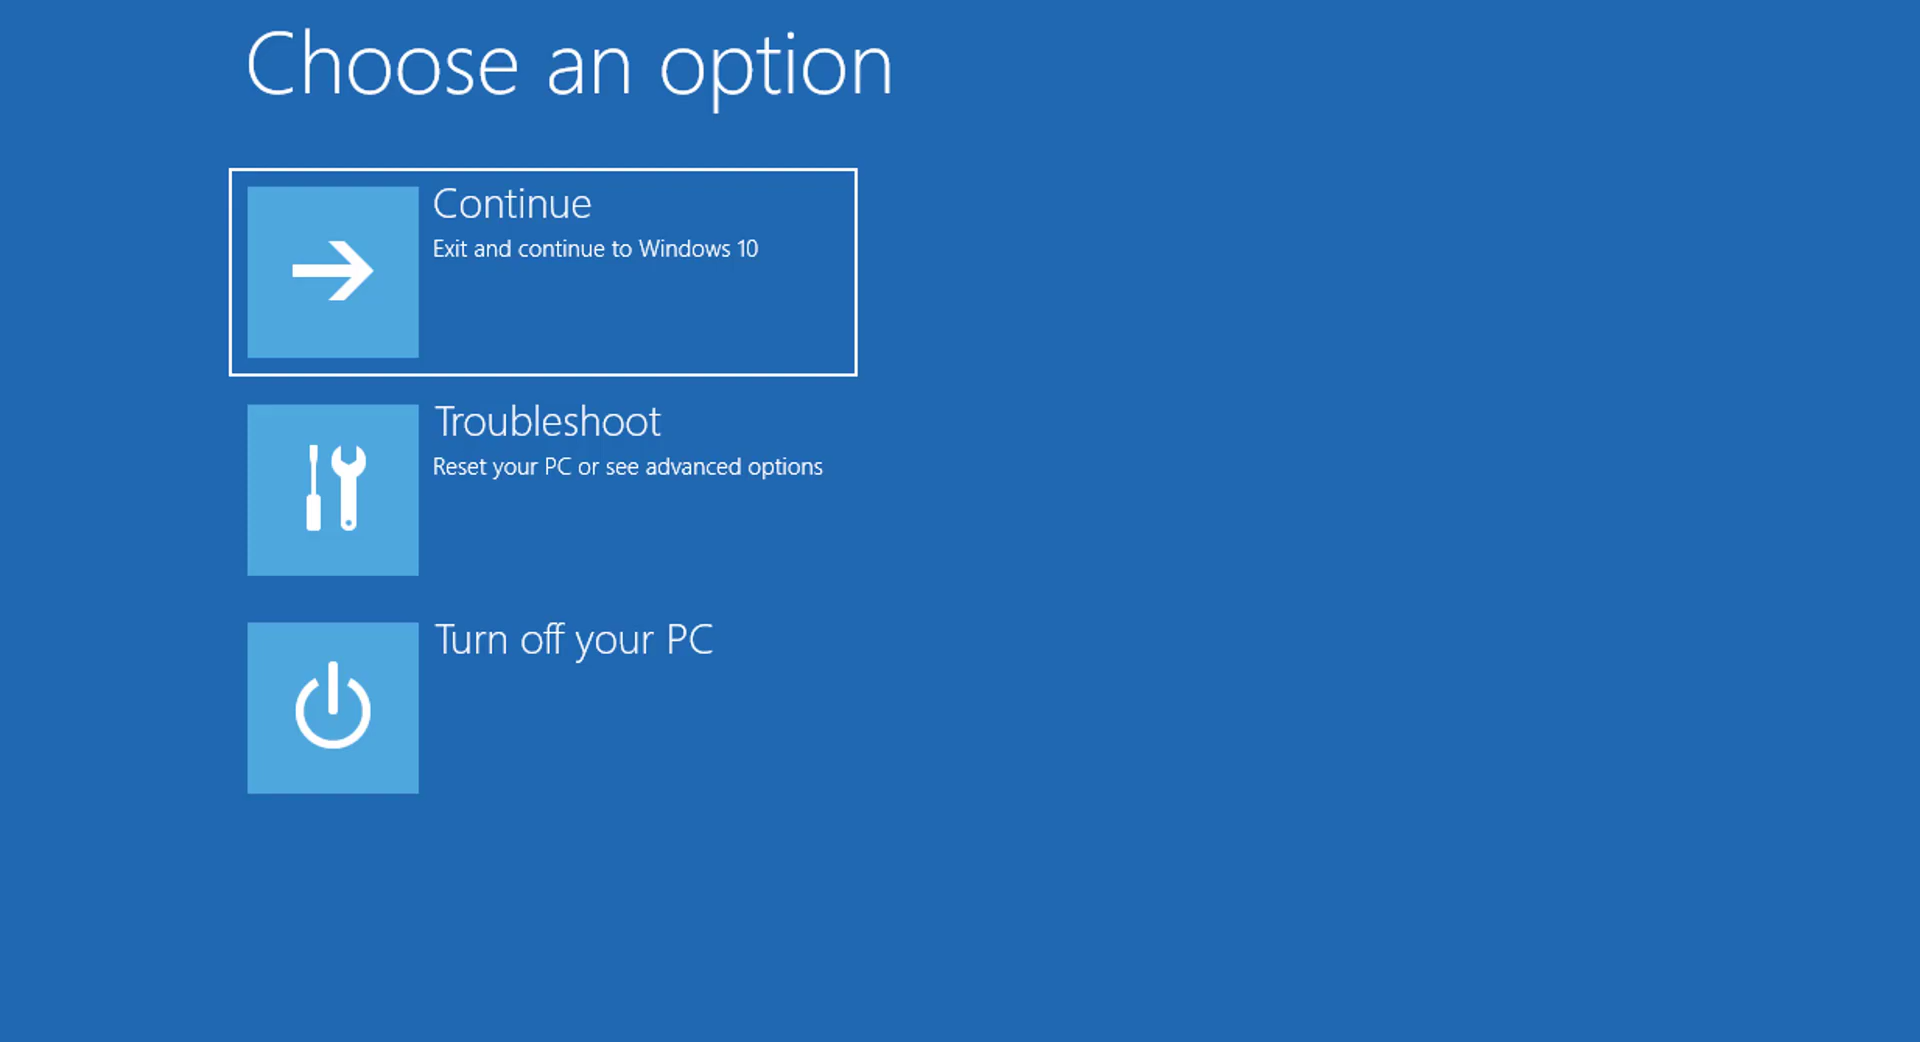 Choose an option
Continue
Exit and continue to Windows 10
Troubleshoot
Reset your PC or see advanced options
Turn off your PC